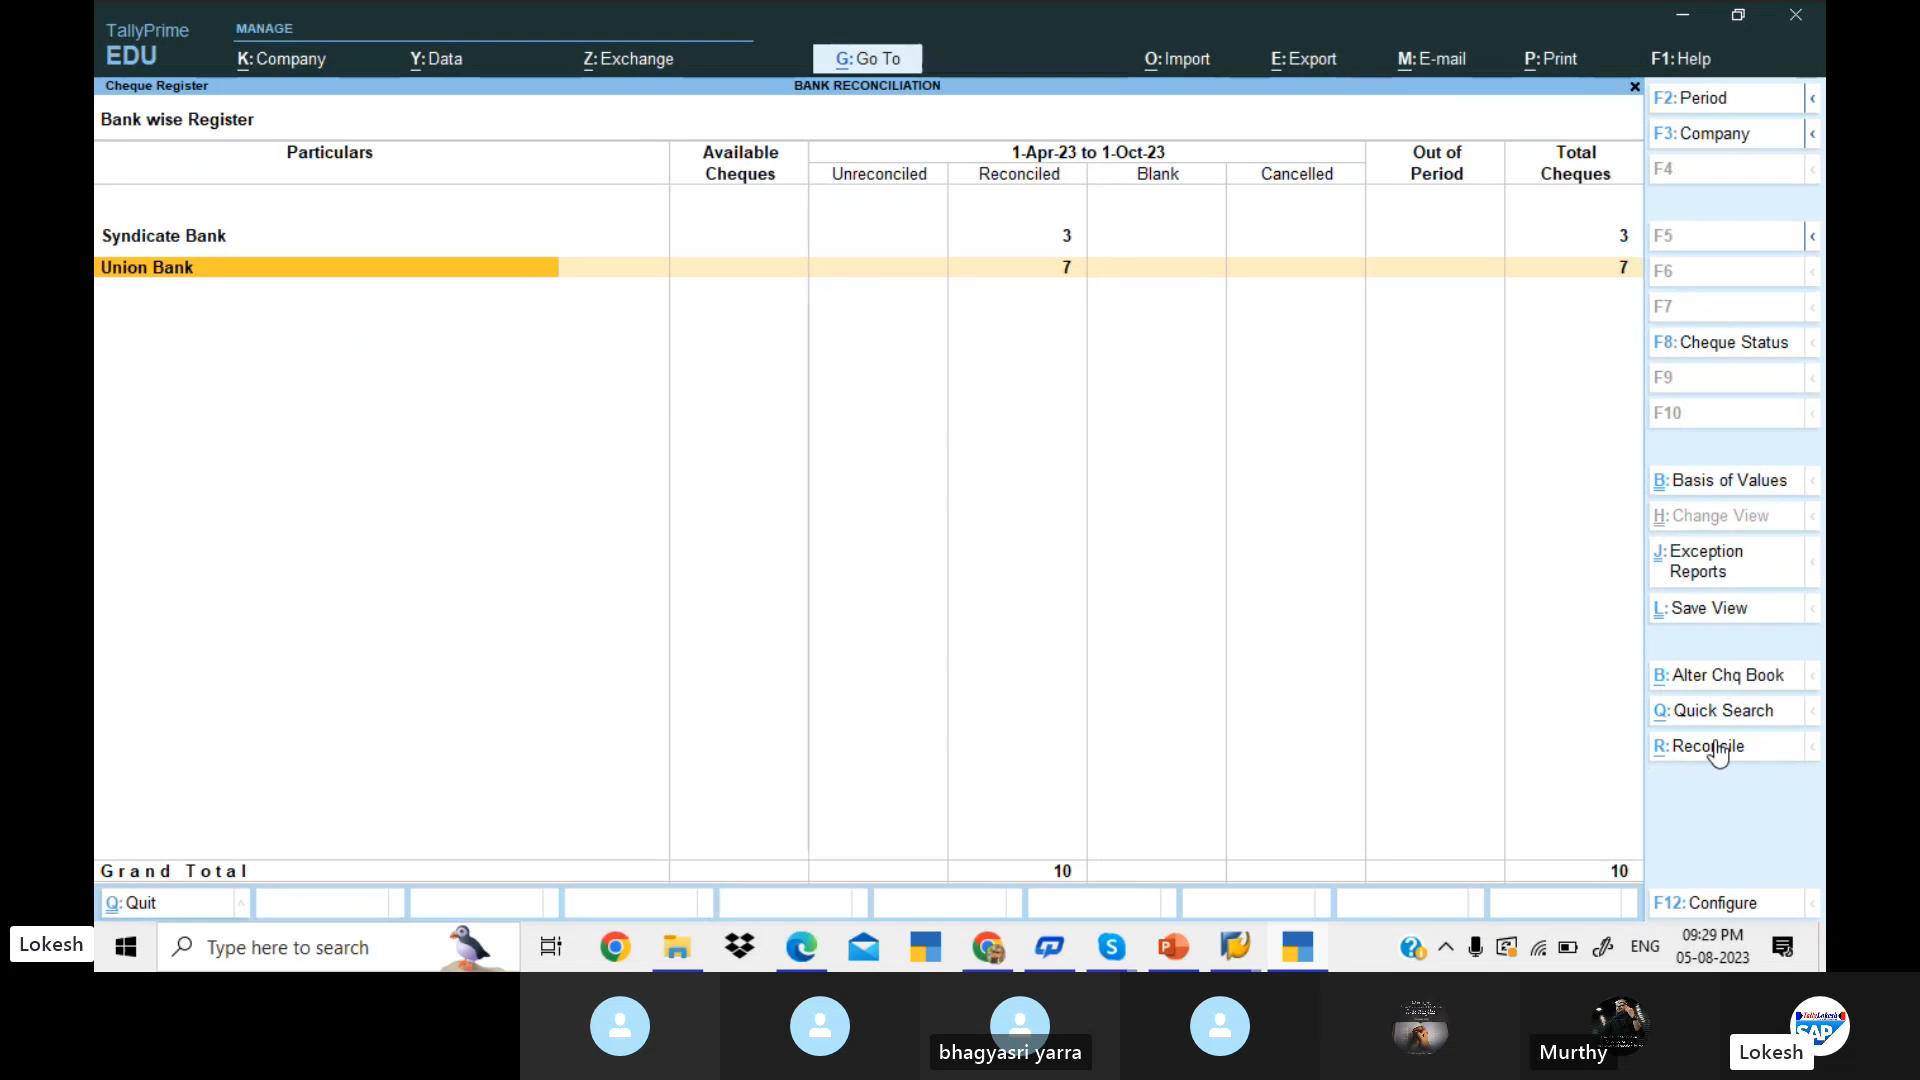 TallyPrime
EDU
MANAGE
K: Company
Y: Data
Z: Exchange
G: Go To
O: Import
E: Export
M: E-mail
P: Print
F1: Help
Cheque Register
BANK RECONCILIATION
Bank wise Register
Particulars
Available
Cheques
1-Apr-23 to 1-Oct-23
Unreconciled
Reconciled
Blank
Cancelled
Out of
Period
Total
Cheques
Syndicate Bank 3 3
Union Bank 7 7
Grand Total 10 10
Q: Quit
F2: Period
F3: Company
F4
F5
F6
F7
F8: Cheque Status
F9
F10
B: Basis of Values
H: Change View
J: Exception
Reports
L: Save View
B: Alter Chq Book
Q: Quick Search
R: Reconcile
F12: Configure
Lokesh
Type here to search
ENG
09:29 PM
05-08-2023
bhagyasri yarra
Murthy
Lokesh
SAP